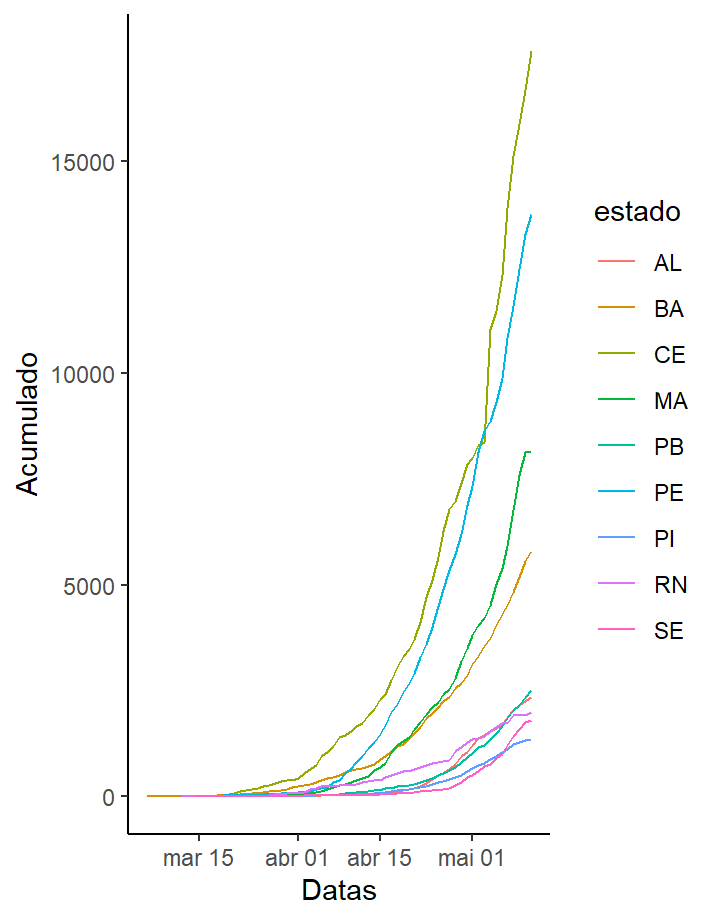 Acumulado
15000
10000
5000
0
mar 15
abr 01
abr 15
mai 01
Datas
estado
AL
BA
CE
MA
PB
PE
PI
RN
SE